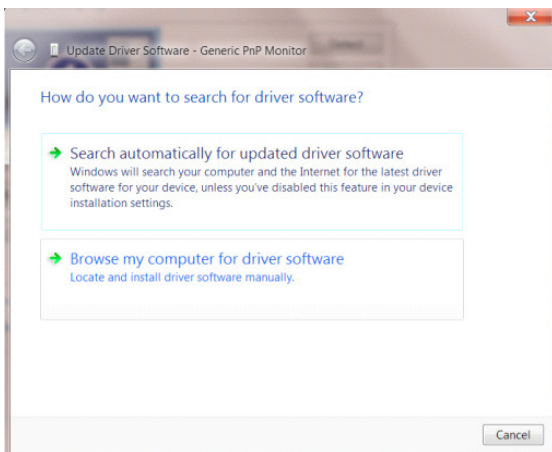 Update Driver Software - Generic PnP Monitor
How do you want to search for driver software?
Search automatically for updated driver software
Windows will search your computer and the Internet for the latest driver
software for your device, unless you've disabled this feature in your device
installation settings.
Browse my computer for driver software
Locate and install driver software manually.
Cancel